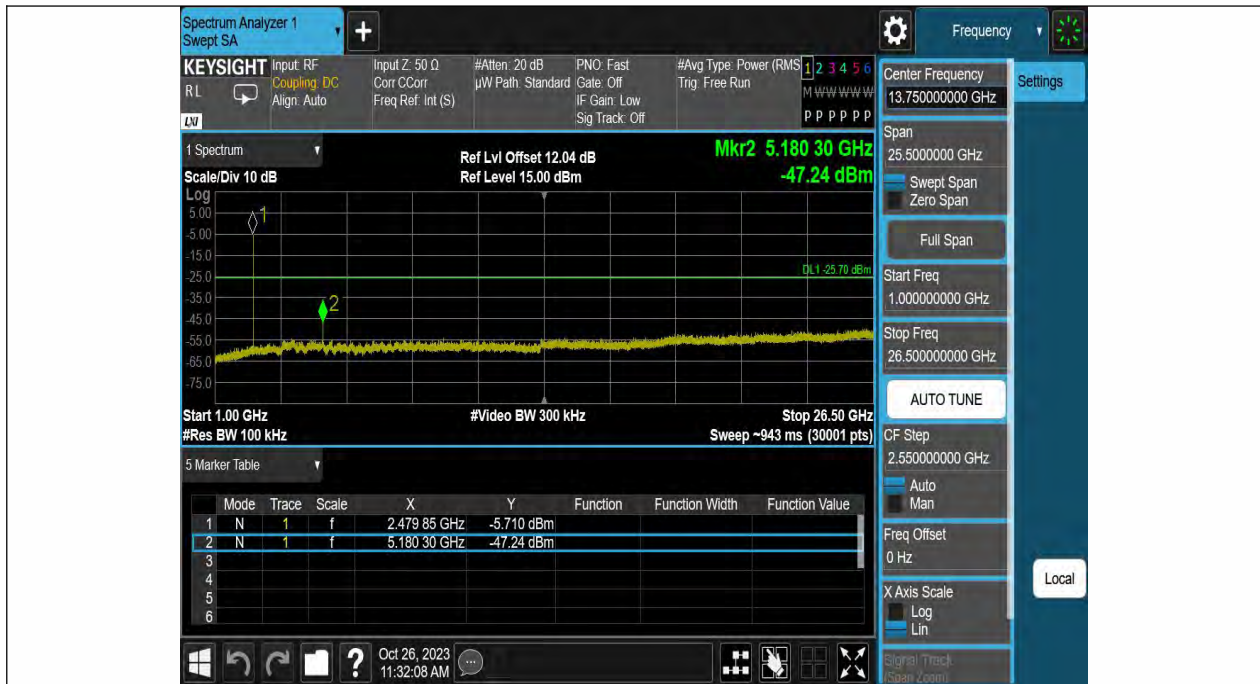 Spectrum Analyzer 1
Swept SA
+
Frequency
KEYSIGHT
RL
LXI
Input: RF
Coupling: DC
Align: Auto
Input Z: 50 Ω
Corr CCorr
Freq Ref: Int (S)
#Atten: 20 dB
µW Path: Standard
PNO: Fast
Gate: Off
IF Gain: Low
Sig Track: Off
#Avg Type: Power (RMS
Trig: Free Run
1 2 3 4 5 6
M W W W W W
P P P P P P
1 Spectrum
Scale/Div 10 dB
Ref Lvl Offset 12.04 dB
Ref Level 15.00 dBm
Mkr2 5.180 30 GHz
-47.24 dBm
Log
5.00
-5.00
-15.0
-25.0
-35.0
-45.0
-55.0
-65.0
-75.0
1
2
DL1 -25.70 dBm
Start 1.00 GHz
#Video BW 300 kHz
Stop 26.50 GHz
#Res BW 100 kHz
Sweep ~943 ms (30001 pts)
5 Marker Table
Mode Trace Scale X Y Function Function Width Function Value
1 N 1 f 2.479 85 GHz -5.710 dBm
2 N 1 f 5.180 30 GHz -47.24 dBm
3
4
5
6
Center Frequency
13.750000000 GHz
Settings
Span
25.5000000 GHz
Swept Span
Zero Span
Full Span
Start Freq
1.000000000 GHz
Stop Freq
26.500000000 GHz
AUTO TUNE
CF Step
2.550000000 GHz
Auto
Man
Freq Offset
0 Hz
X Axis Scale
Log
Lin
Signal Track
(Span Zoom)
Local
?
Oct 26, 2023
11:32:08 AM